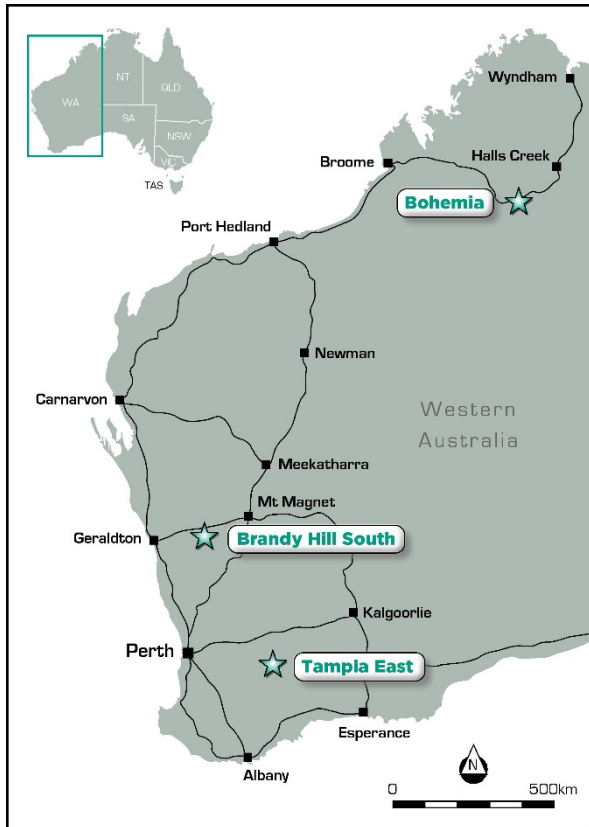 NT
QLD
WA
SA
NSW
VIC
TAS
Wyndham
Broome
Halls Creek
Bohemia
Port Hedland
Newman
Carnarvon
Western
Australia
Meekatharra
Mt Magnet
Geraldton
Brandy Hill South
Kalgoorlie
Perth
Tampia East
Esperance
Albany
N
0
500km